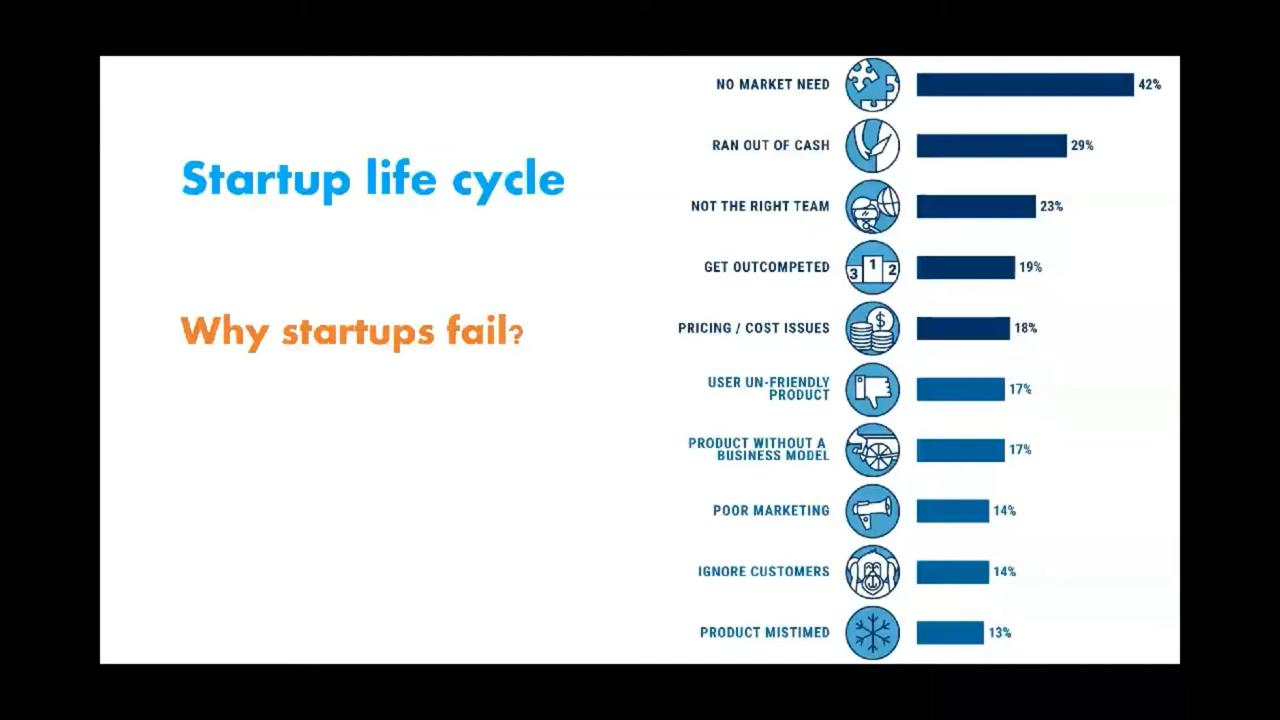 Startup life cycle
Why startups fail?
NO MARKET NEED 42%
RAN OUT OF CASH 29%
NOT THE RIGHT TEAM 23%
GET OUTCOMPETED 3 1 2 19%
PRICING / COST ISSUES $ 18%
USER UN-FRIENDLY
PRODUCT 17%
PRODUCT WITHOUT A
BUSINESS MODEL 17%
POOR MARKETING 14%
IGNORE CUSTOMERS 14%
PRODUCT MISTIMED 13%